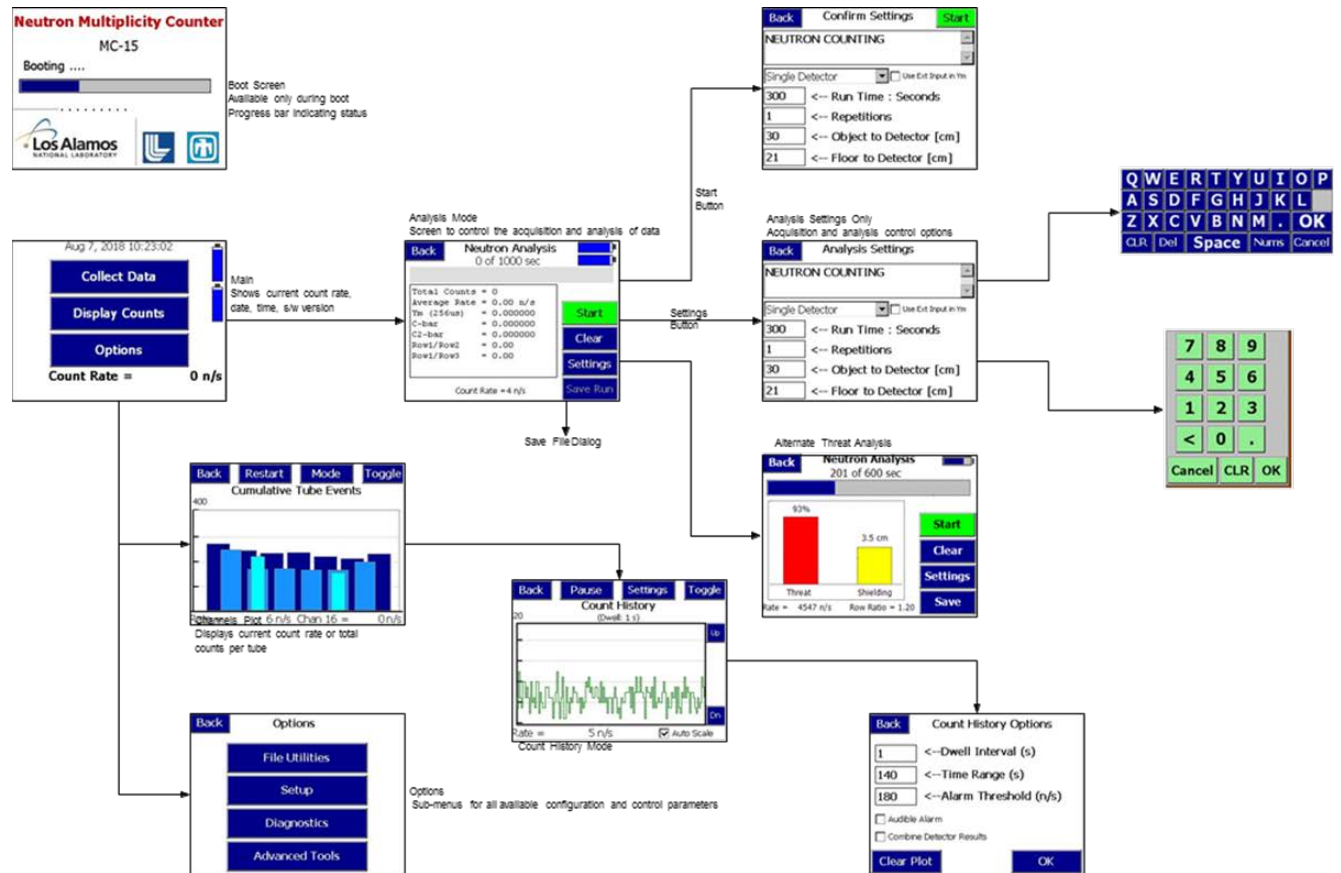 Neutron Multiplicity Counter
MC-15
Booting ....
Los Alamos
NATIONAL LABORATORY
Boot Screen
Available only during boot
Progress bar indicating status
Back
Confirm Settings
Start
NEUTRON COUNTING
Single Detector
Use Ext Input in Ym
300 <-- Run Time : Seconds
1 <-- Repetitions
30 <-- Object to Detector [cm]
21 <-- Floor to Detector [cm]
Start
Button
Aug 7, 2018 10:23:02
Collect Data
Display Counts
Options
Count Rate = 0 n/s
Main
Shows current count rate,
date, time, s/w version
Analysis Mode
Screen to control the acquisition and analysis of data
Back
Neutron Analysis
0 of 1000 sec
Total Counts = 0
Average Rate = 0.00 n/s
Ym (256us) = 0.000000
C-bar = 0.000000
C2-bar = 0.000000
Row1/Row2 = 0.00
Row1/Row3 = 0.00
Start
Clear
Settings
Save Run
Count Rate =4 n/s
Settings
Button
Save File Dialog
Analysis Settings Only
Acquisition and analysis control options
Back
Analysis Settings
NEUTRON COUNTING
Single Detector
Use Ext Input in Ym
300 <-- Run Time : Seconds
1 <-- Repetitions
30 <-- Object to Detector [cm]
21 <-- Floor to Detector [cm]
Q W E R T Y U I O P
A S D F G H J K L
Z X C V B N M . OK
CLR Del Space Nums Cancel
7 8 9
4 5 6
1 2 3
< 0 .
Cancel CLR OK
Alternate Threat Analysis
Back
Neutron Analysis
201 of 600 sec
93%
3.5 cm
Threat
Shielding
Start
Clear
Settings
Save
Rate = 4547 n/s Row Ratio = 1.20
Back Restart Mode Toggle
Cumulative Tube Events
400
Channels Plot 6 n/s Chan 16 = 0 n/s
Displays current count rate or total
counts per tube
Back Pause Settings Toggle
Count History
(Dwell: 1 s)
20
Up
Dn
Rate = 5 n/s
Auto Scale
Count History Mode
Back
Options
File Utilities
Setup
Diagnostics
Advanced Tools
Options
Sub-menus for all available configuration and control parameters
Back
Count History Options
1 <--Dwell Interval (s)
140 <--Time Range (s)
180 <--Alarm Threshold (n/s)
Audible Alarm
Combine Detector Results
Clear Plot
OK